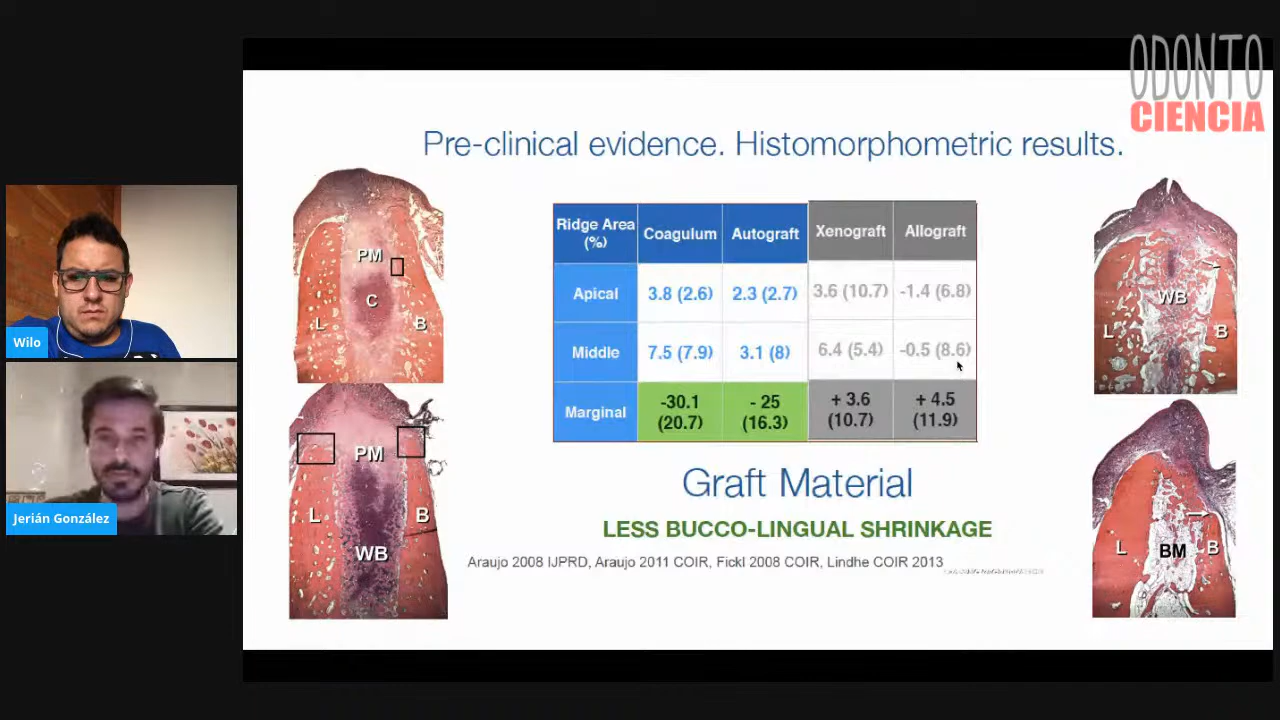 ODONTO
CIENCIA
Pre-clinical evidence. Histomorphometric results.
PM
C
L
B
PM
L
B
WB
Ridge Area (%) Coagulum Autograft Xenograft Allograft
Apical 3.8 (2.6) 2.3 (2.7) 3.6 (10.7) -1.4 (6.8)
Middle 7.5 (7.9) 3.1 (8) 6.4 (5.4) -0.5 (8.6)
Marginal -30.1 (20.7) - 25 (16.3) + 3.6 (10.7) + 4.5 (11.9)
WB
L
B
L
BM
B
Graft Material
LESS BUCCO-LINGUAL SHRINKAGE
Araujo 2008 IJPRD, Araujo 2011 COIR, Fickl 2008 COIR, Lindhe COIR 2013
Wilo
Jerián González